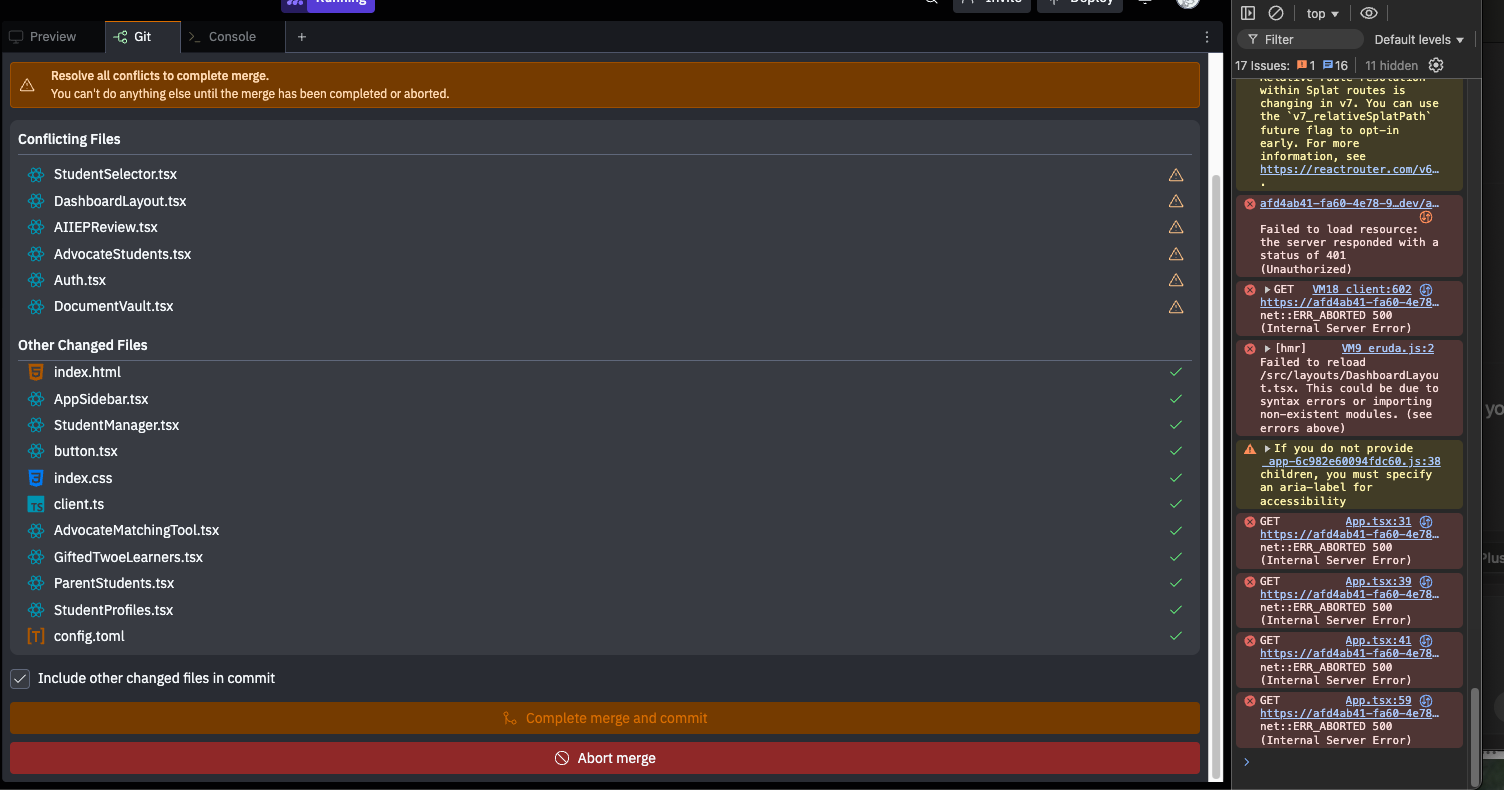 Running
Invite
Deploy
Preview
Git
Console
Resolve all conflicts to complete merge.
You can't do anything else until the merge has been completed or aborted.
Conflicting Files
StudentSelector.tsx
DashboardLayout.tsx
AIIEPReview.tsx
AdvocateStudents.tsx
Auth.tsx
DocumentVault.tsx
Other Changed Files
index.html
AppSidebar.tsx
StudentManager.tsx
button.tsx
index.css
TS client.ts
AdvocateMatchingTool.tsx
GiftedTwoeLearners.tsx
ParentStudents.tsx
StudentProfiles.tsx
[T] config.toml
Include other changed files in commit
Complete merge and commit
Abort merge
top
Filter
Default levels
17 Issues: 1 16 11 hidden
Relative route resolution
within Splat routes is
changing in v7. You can use
the `v7_relativeSplatPath`
future flag to opt-in
early. For more
information, see
https://reactrouter.com/v6…
.
afd4ab41-fa60-4e78-9…dev/a…
Failed to load resource:
the server responded with a
status of 401
(Unauthorized)
GET VM18 client:602
https://afd4ab41-fa60-4e78…
net::ERR_ABORTED 500
(Internal Server Error)
[hmr] VM9 eruda.js:2
Failed to reload
/src/layouts/DashboardLayou
t.tsx. This could be due to
syntax errors or importing
non-existent modules. (see
errors above)
If you do not provide
_app-6c982e60094fdc60.js:38
children, you must specify
an aria-label for
accessibility
GET App.tsx:31
https://afd4ab41-fa60-4e78…
net::ERR_ABORTED 500
(Internal Server Error)
GET App.tsx:39
https://afd4ab41-fa60-4e78…
net::ERR_ABORTED 500
(Internal Server Error)
GET App.tsx:41
https://afd4ab41-fa60-4e78…
net::ERR_ABORTED 500
(Internal Server Error)
GET App.tsx:59
https://afd4ab41-fa60-4e78…
net::ERR_ABORTED 500
(Internal Server Error)
yo
Plus